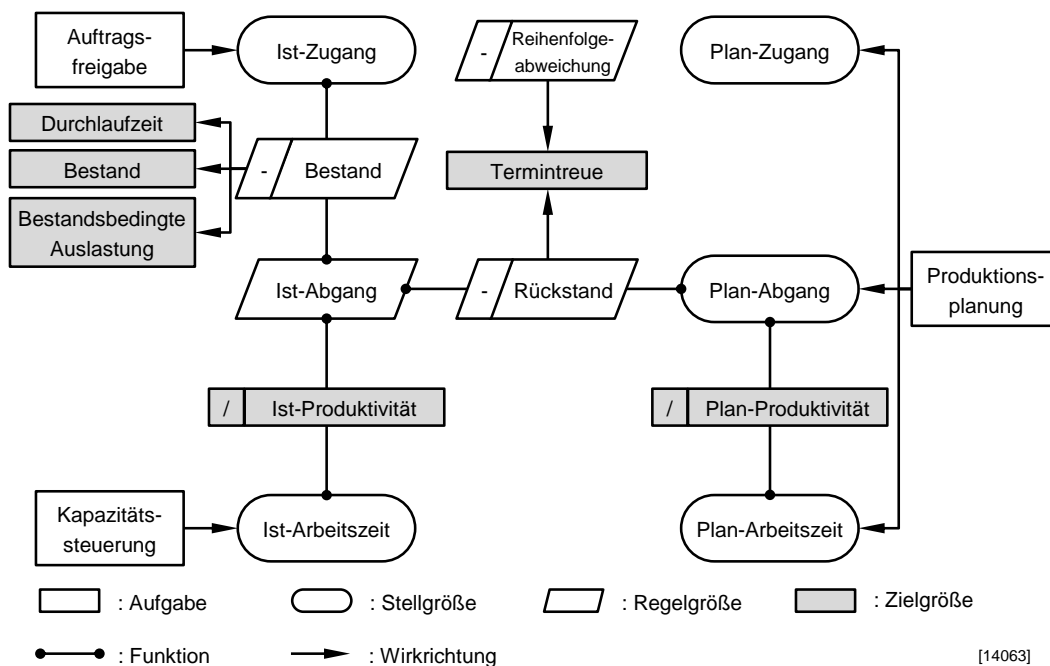 Auftrags-
freigabe
Ist-Zugang
- Reihenfolge-
abweichung
Plan-Zugang
Durchlaufzeit
Bestand
Bestandsbedingte
Auslastung
- Bestand
Termintreue
Ist-Abgang
- Rückstand
Plan-Abgang
Produktions-
planung
/ Ist-Produktivität
/ Plan-Produktivität
Kapazitäts-
steuerung
Ist-Arbeitszeit
Plan-Arbeitszeit
: Aufgabe
: Stellgröße
: Regelgröße
: Zielgröße
: Funktion
: Wirkrichtung
[14063]